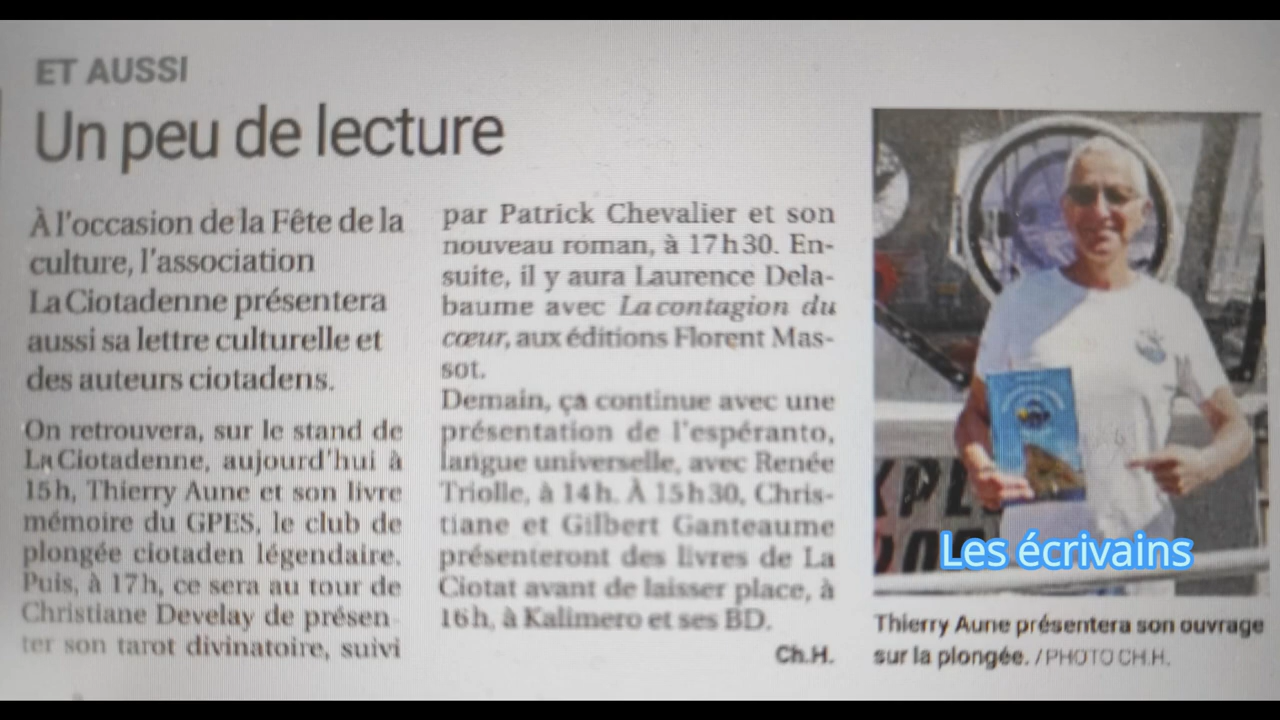 ET AUSSI
Un peu de lecture
À l'occasion de la Fête de la
culture, l'association
La Ciotadenne présentera
aussi sa lettre culturelle et
des auteurs ciotadens.
On retrouvera, sur le stand de
La Ciotadenne, aujourd'hui à
15h, Thierry Aune et son livre
mémoire du GPES, le club de
plongée ciotaden légendaire.
Puis, à 17h, ce sera au tour de
Christiane Develay de présen-
ter son tarot divinatoire, suivi
par Patrick Chevalier et son
nouveau roman, à 17h30. En-
suite, il y aura Laurence Dela-
baume avec La contagion du
cœur, aux éditions Florent Mas-
sot.
Demain, ça continue avec une
présentation de l'espéranto,
langue universelle, avec Renée
Triolle, à 14h. À 15h30, Chris-
tiane et Gilbert Ganteaume
présenteront des livres de La
Ciotat avant de laisser place, à
16h, à Kalimero et ses BD.
Ch.H.
Les écrivains
Thierry Aune présentera son ouvrage
sur la plongée. / PHOTO CH.H.